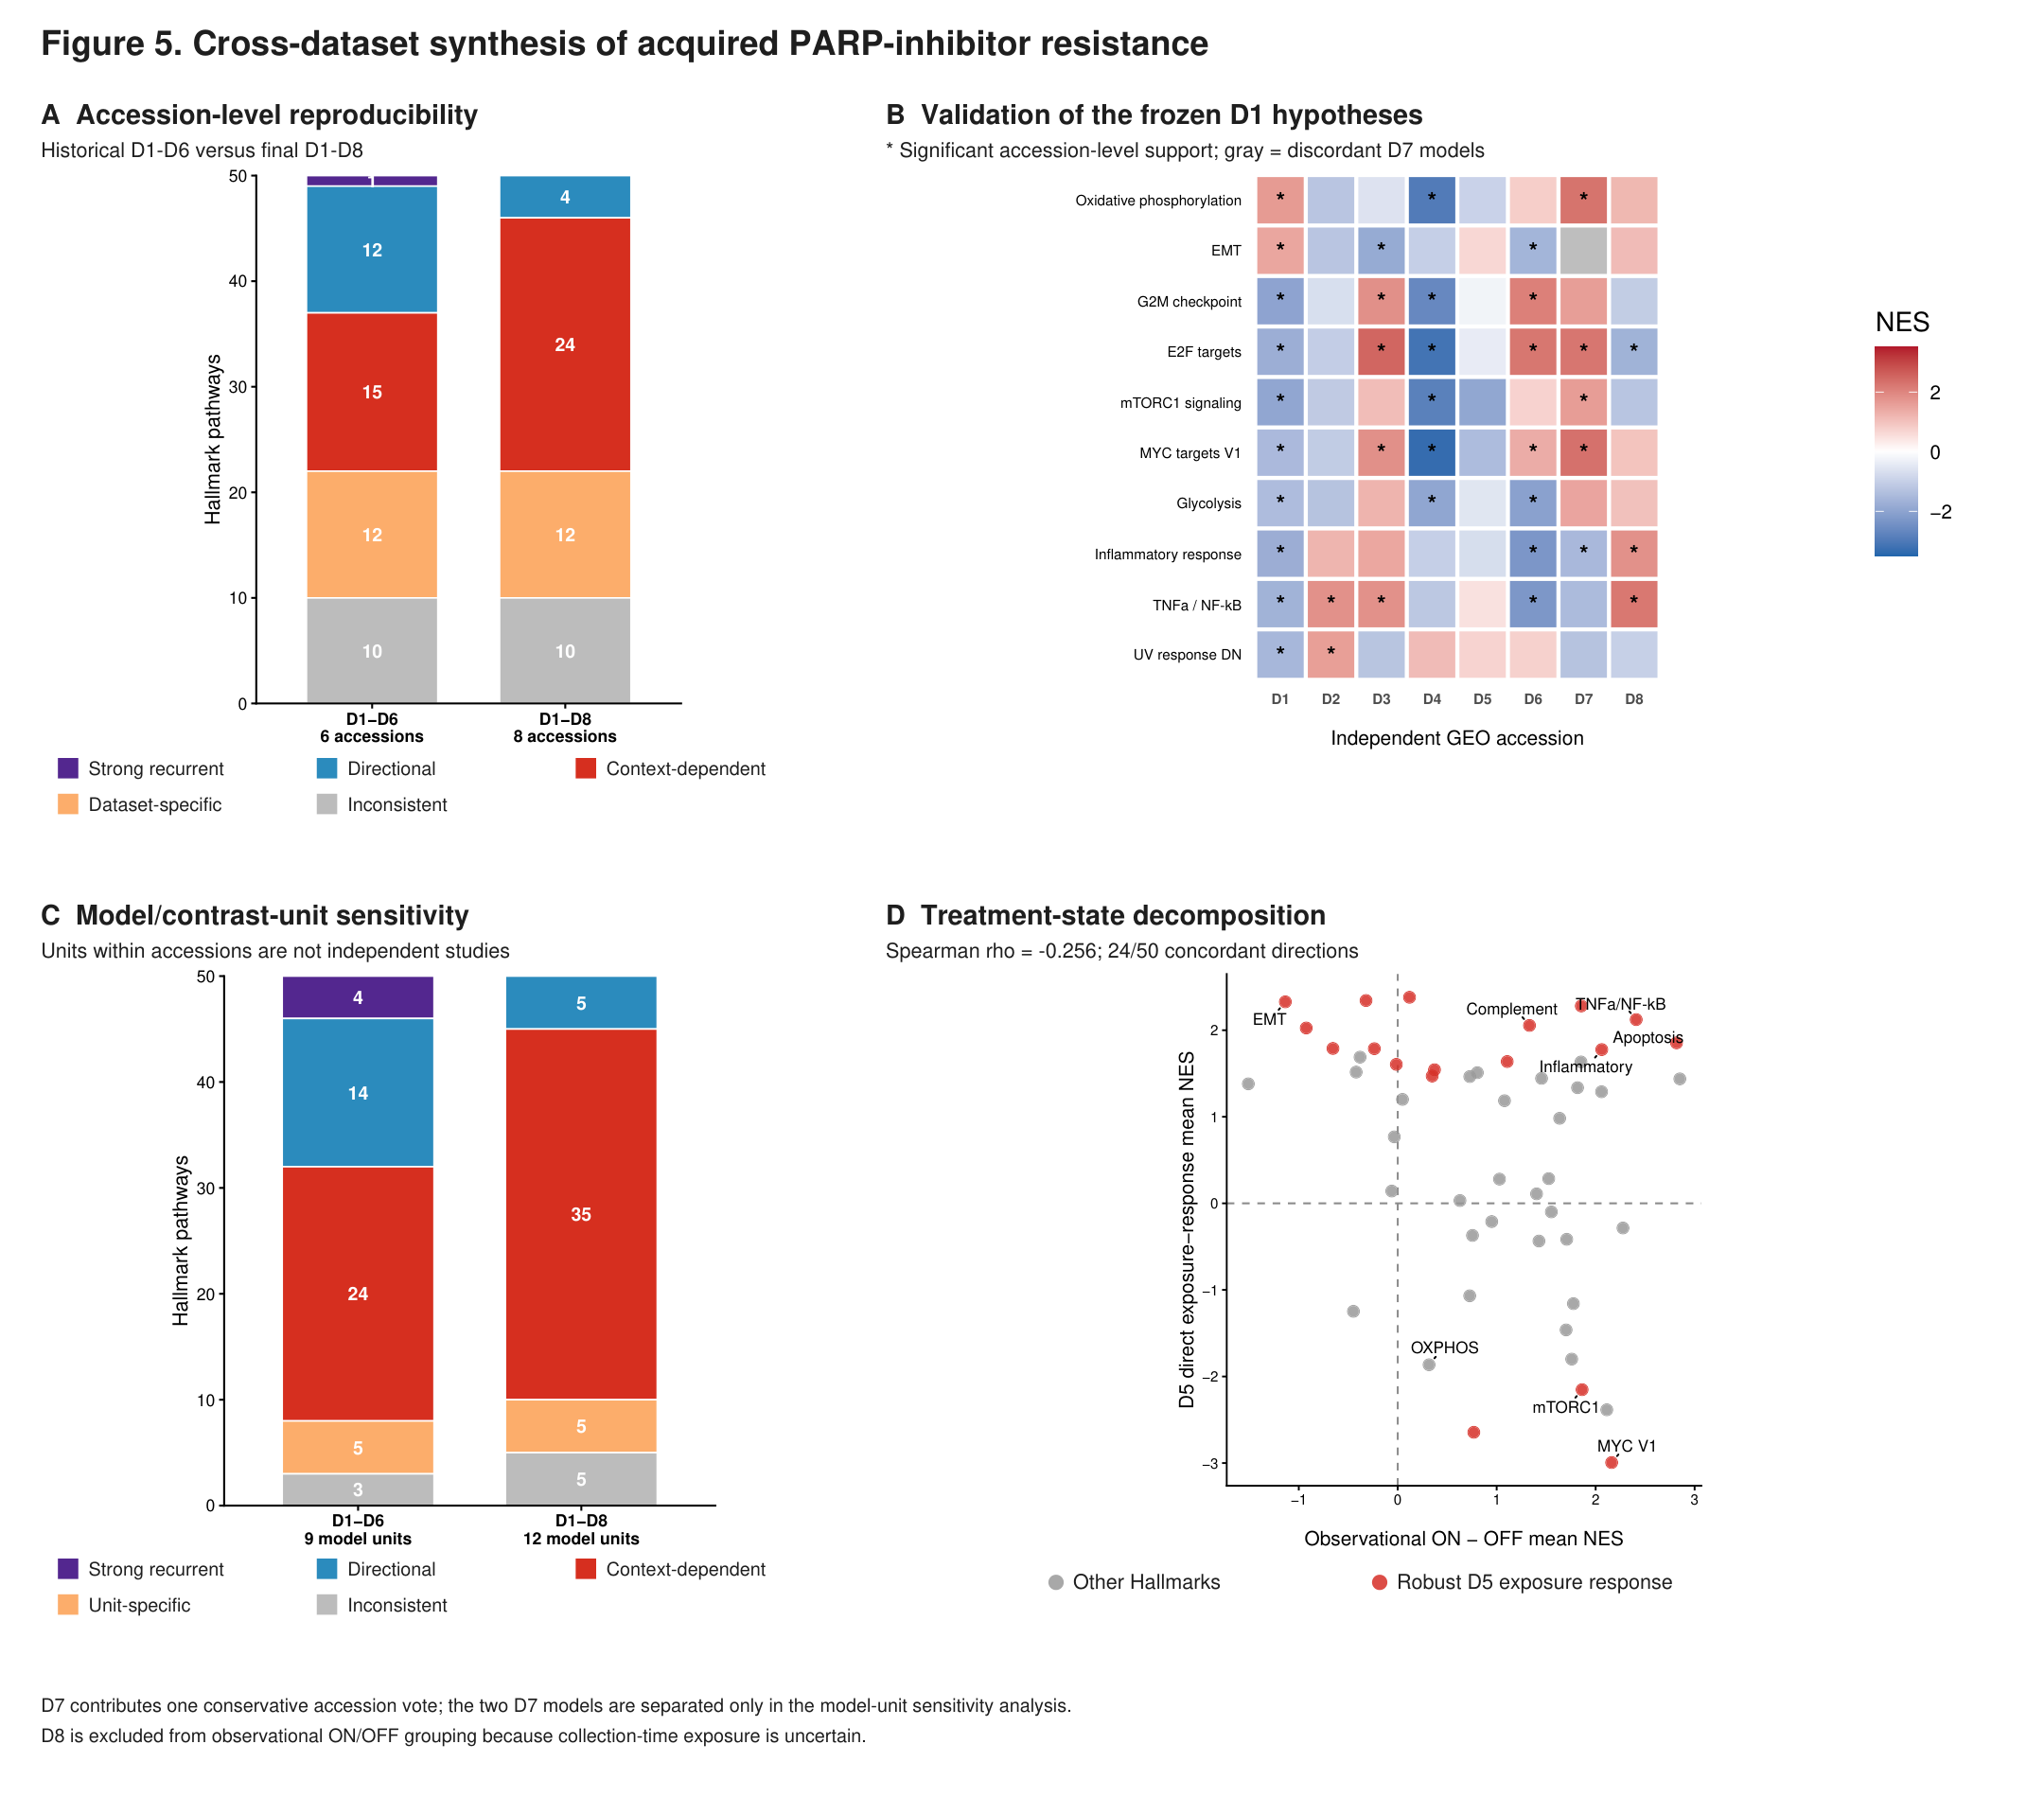 Figure 5. Cross-dataset synthesis of acquired PARP-inhibitor resistance
A Accession-level reproducibility
Historical D1-D6 versus final D1-D8
Hallmark pathways
50
40
30
20
10
0
1
12
15
12
10
4
24
12
10
D1–D6
6 accessions
D1–D8
8 accessions
Strong recurrent
Directional
Context-dependent
Dataset-specific
Inconsistent
B Validation of the frozen D1 hypotheses
* Significant accession-level support; gray = discordant D7 models
Oxidative phosphorylation * * *
EMT * * *
G2M checkpoint * * * *
E2F targets * * * * * *
mTORC1 signaling * * *
MYC targets V1 * * * * *
Glycolysis * * *
Inflammatory response * * * *
TNFa / NF-kB * * * * *
UV response DN * *
D1 D2 D3 D4 D5 D6 D7 D8
Independent GEO accession
NES
2
0
−2
C Model/contrast-unit sensitivity
Units within accessions are not independent studies
Hallmark pathways
50
40
30
20
10
0
4
14
24
5
3
5
35
5
5
D1–D6
9 model units
D1–D8
12 model units
Strong recurrent
Directional
Context-dependent
Unit-specific
Inconsistent
D Treatment-state decomposition
Spearman rho = -0.256; 24/50 concordant directions
D5 direct exposure–response mean NES
2
1
0
−1
−2
−3
EMT
Complement
TNFa/NF-kB
Apoptosis
Inflammatory
OXPHOS
mTORC1
MYC V1
−1 0 1 2 3
Observational ON − OFF mean NES
Other Hallmarks
Robust D5 exposure response
D7 contributes one conservative accession vote; the two D7 models are separated only in the model-unit sensitivity analysis.
D8 is excluded from observational ON/OFF grouping because collection-time exposure is uncertain.